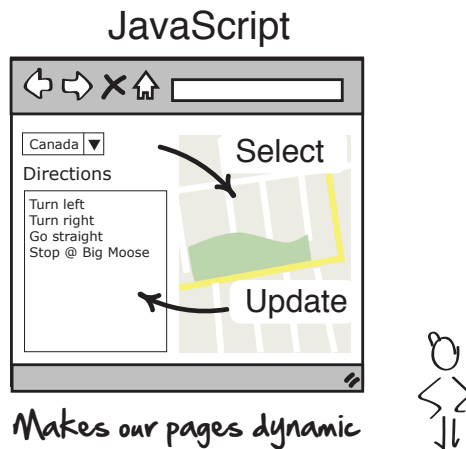 JavaScript
Canada
Select
Directions
Turn left
Turn right
Go straight
Stop @ Big Moose
Update
Makes our pages dynamic